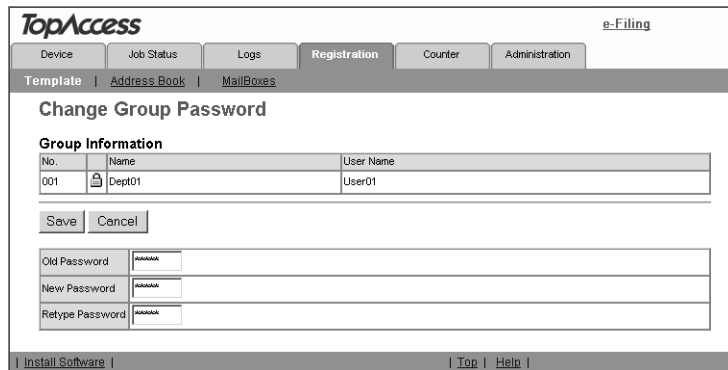 TopAccess
e-Filing
Device Job Status Logs Registration Counter Administration
Template | Address Book | MailBoxes
Change Group Password
Group Information
No. Name User Name
001 Dept01 User01
Save Cancel
Old Password *****
New Password *****
Retype Password *****
| Install Software | | Top | Help |